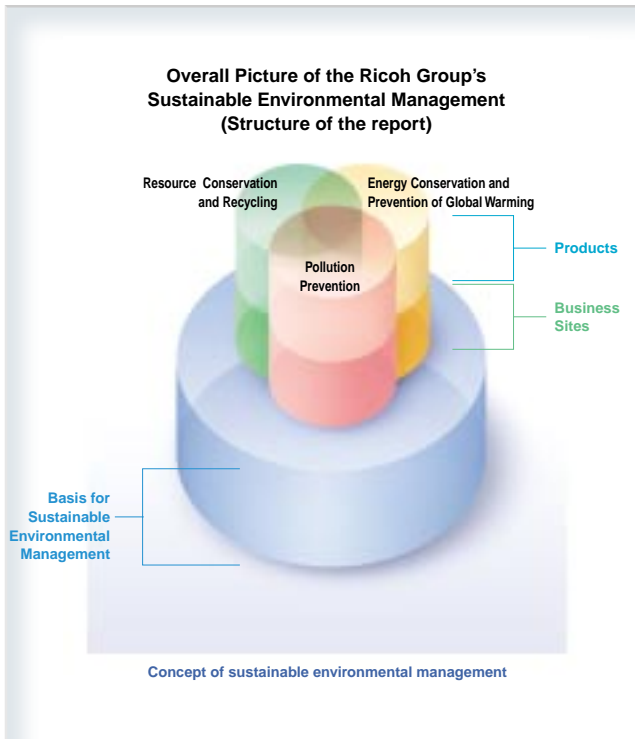 Overall Picture of the Ricoh Group's
Sustainable Environmental Management
(Structure of the report)
Resource Conservation
and Recycling
Energy Conservation and
Prevention of Global Warming
Pollution
Prevention
Products
Business
Sites
Basis for
Sustainable
Environmental
Management
Concept of sustainable environmental management